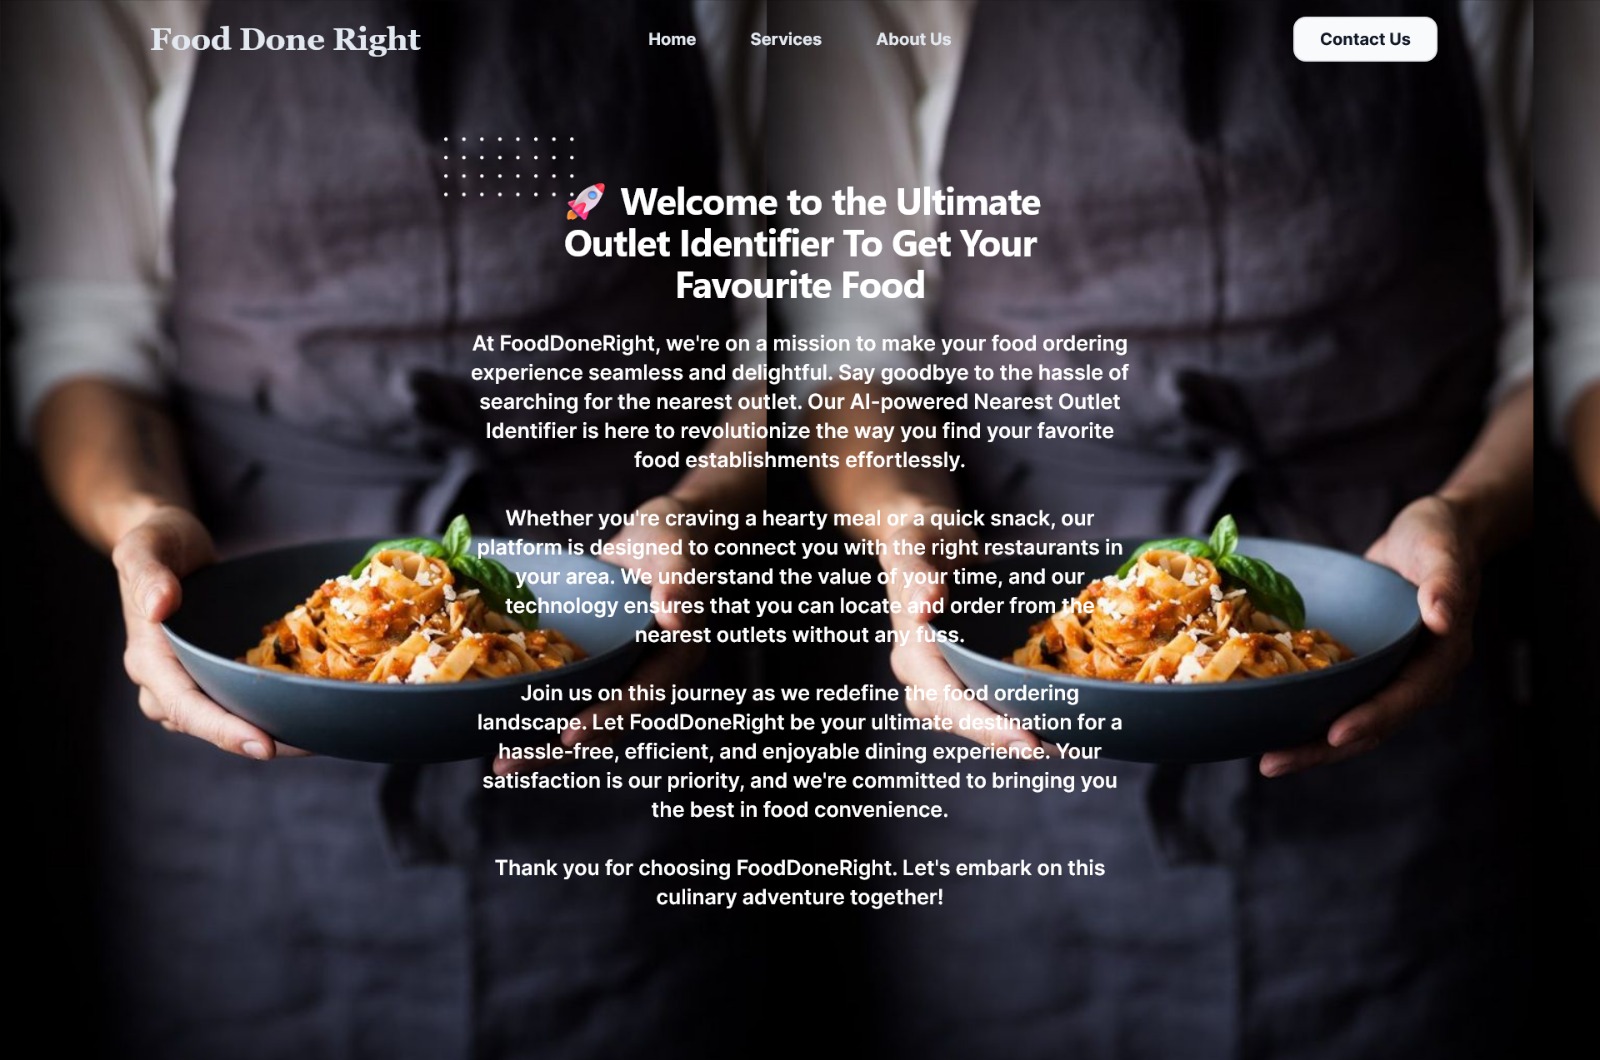 Food Done Right
Home
Services
About Us
Contact Us
🚀 Welcome to the Ultimate
Outlet Identifier To Get Your
Favourite Food
At FoodDoneRight, we're on a mission to make your food ordering
experience seamless and delightful. Say goodbye to the hassle of
searching for the nearest outlet. Our AI-powered Nearest Outlet
Identifier is here to revolutionize the way you find your favorite
food establishments effortlessly.
Whether you're craving a hearty meal or a quick snack, our
platform is designed to connect you with the right restaurants in
your area. We understand the value of your time, and our
technology ensures that you can locate and order from the
nearest outlets without any fuss.
Join us on this journey as we redefine the food ordering
landscape. Let FoodDoneRight be your ultimate destination for a
hassle-free, efficient, and enjoyable dining experience. Your
satisfaction is our priority, and we're committed to bringing you
the best in food convenience.
Thank you for choosing FoodDoneRight. Let's embark on this
culinary adventure together!